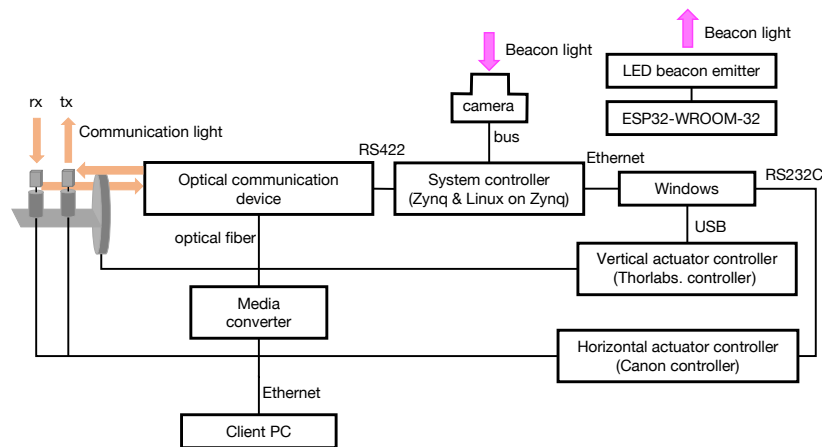 Beacon light
Beacon light
LED beacon emitter
camera
ESP32-WROOM-32
rx
tx
Communication light
bus
RS422
Ethernet
Optical communication
device
System controller
(Zynq & Linux on Zynq)
Windows
RS232C
optical fiber
USB
Vertical actuator controller
(Thorlabs. controller)
Media
converter
Horizontal actuator controller
(Canon controller)
Ethernet
Client PC